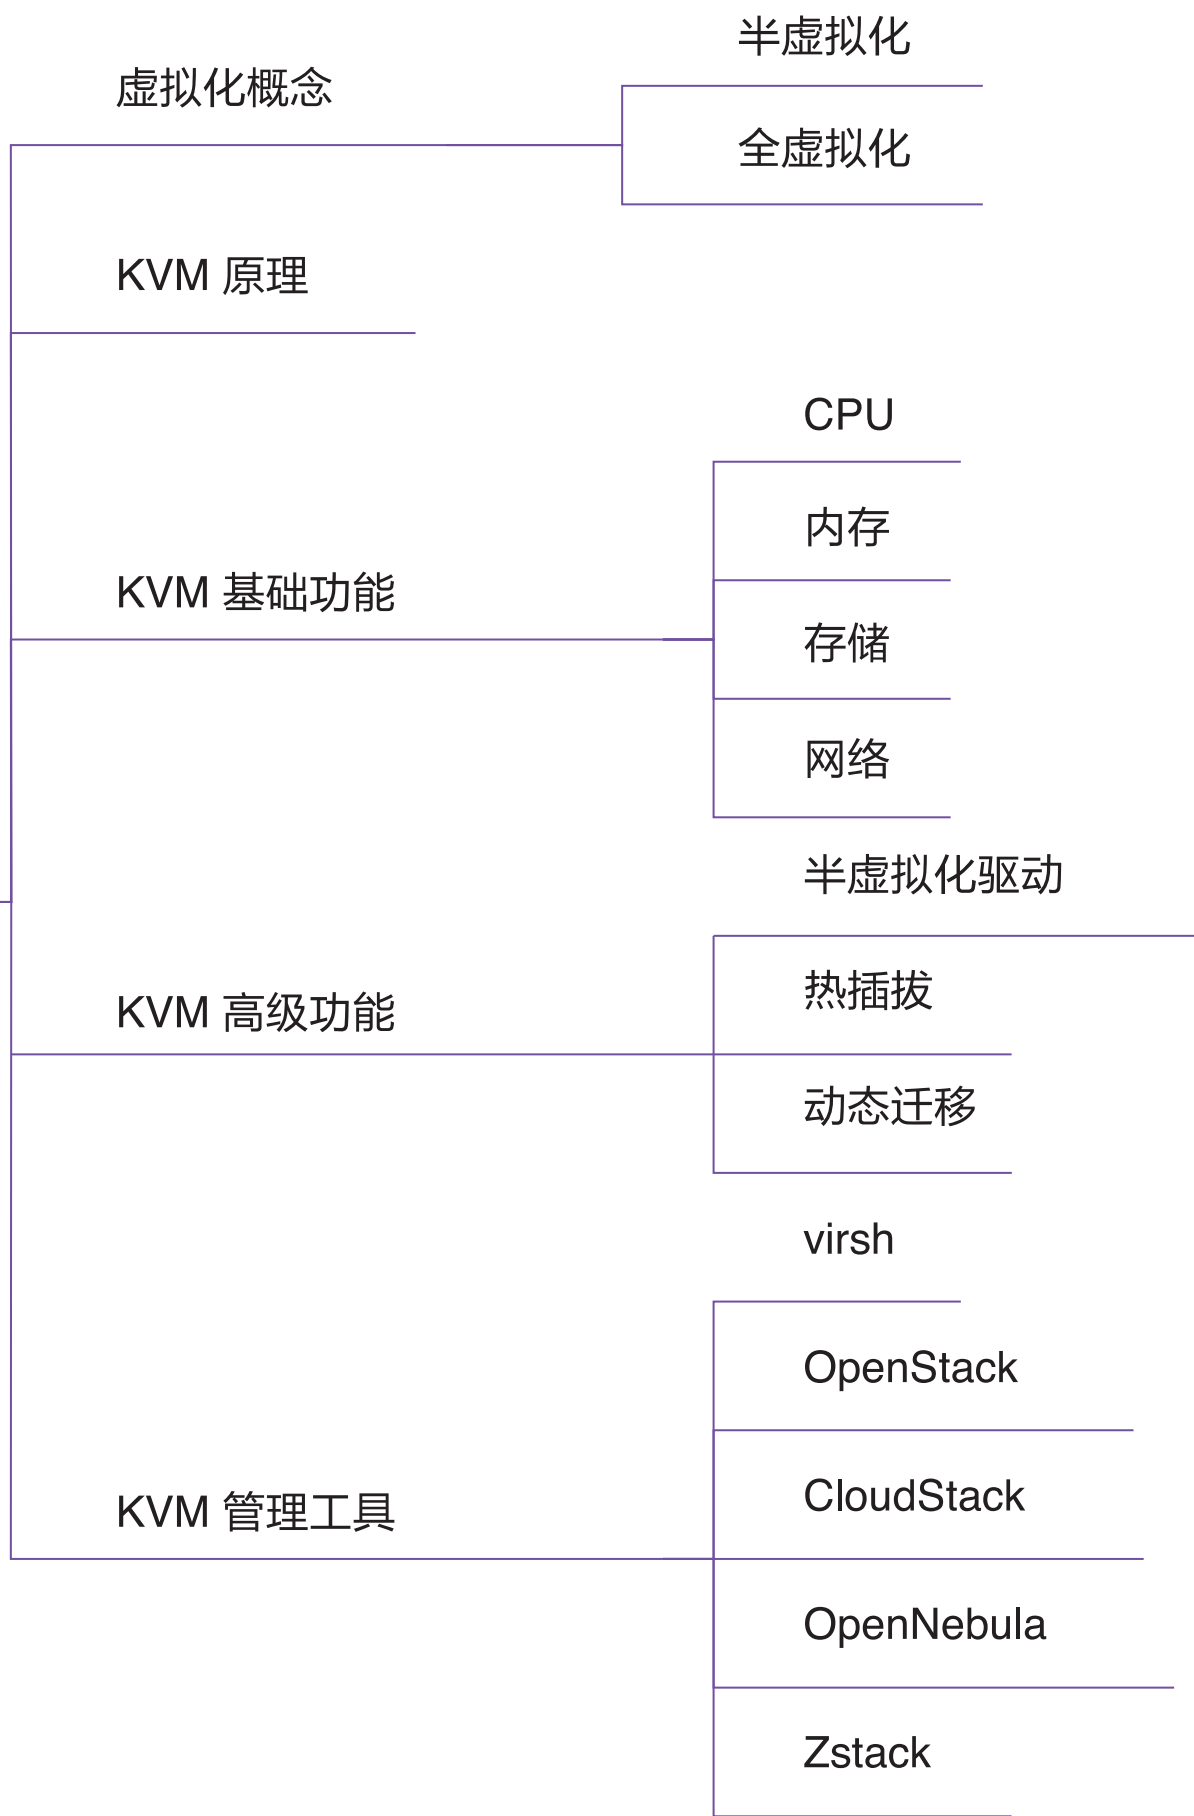 半虚拟化
虚拟化概念
全虚拟化
KVM 原理
CPU
内存
KVM 基础功能
存储
网络
半虚拟化驱动
热插拔
KVM 高级功能
动态迁移
virsh
OpenStack
CloudStack
KVM 管理工具
OpenNebula
Zstack